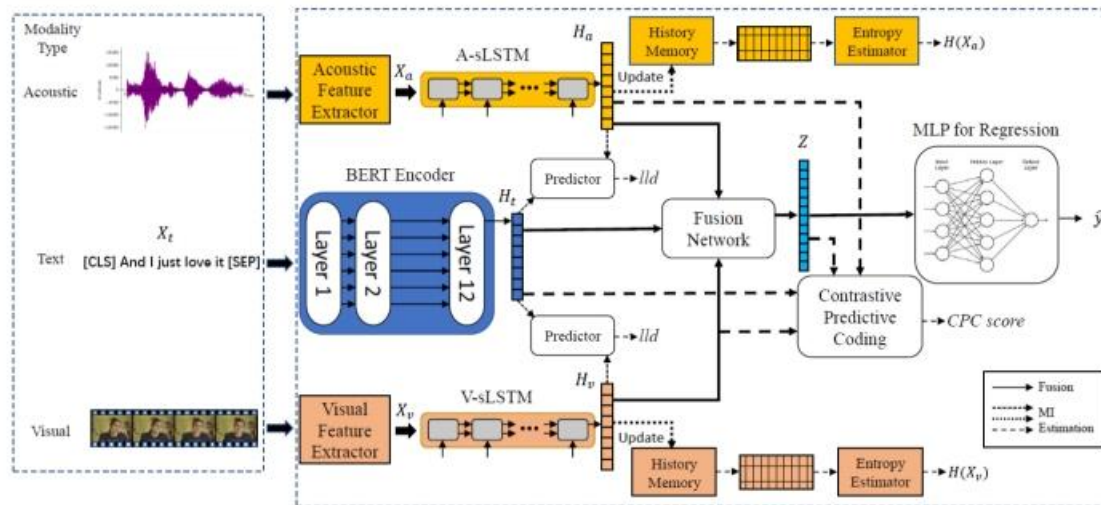 Modality
Type
Acoustic
X_t
Text
[CLS] And I just love it [SEP]
Visual
Acoustic
Feature
Extractor
X_a
A-sLSTM
H_a
Update
History
Memory
Entropy
Estimator
H(X_a)
BERT Encoder
Layer 1
Layer 2
Layer 12
H_t
Predictor
lld
Predictor
lld
Fusion
Network
Z
MLP for Regression
ŷ
Contrastive
Predictive
Coding
CPC score
Visual
Feature
Extractor
X_v
V-sLSTM
H_v
Update
History
Memory
Entropy
Estimator
H(X_v)
Fusion
MI
Estimation